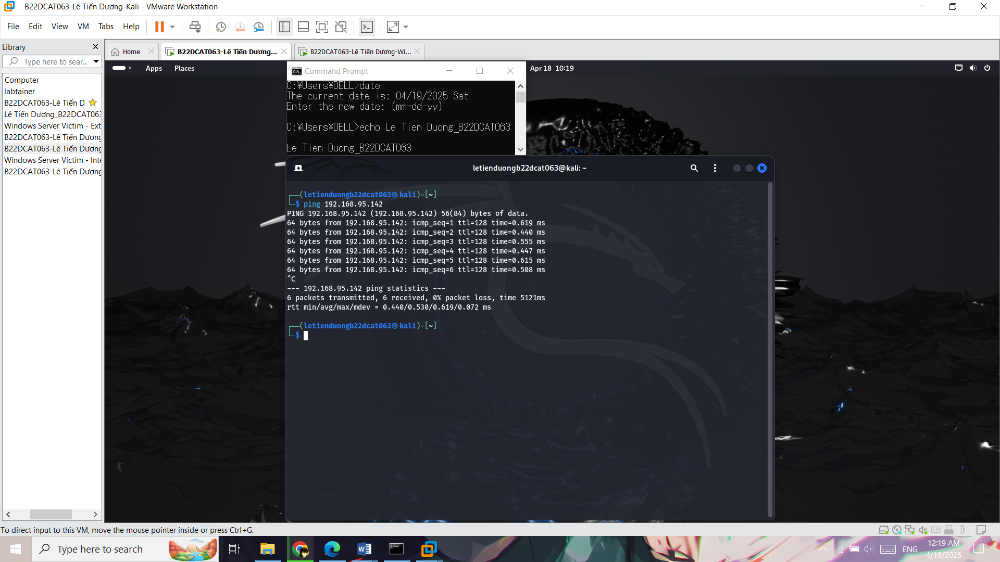 B22DCAT063-Lê Tiến Dương-Kali - VMware Workstation
File Edit View VM Tabs Help
Library
Type here to sear...
Computer
labtainer
B22DCAT063-Lê Tiến D
Lê Tiến Dương_B22DCAT063
Windows Server Victim - Ext
B22DCAT063-Lê Tiến Dương
B22DCAT063-Lê Tiến Dương
Windows Server Victim - Inte
B22DCAT063-Lê Tiến Dương
Home
B22DCAT063-Lê Tiến Dương...
B22DCAT063-Lê Tiến Dương-Wi...
Apps Places
Apr 18 10:19
Command Prompt
C:¥Users¥DELL>date
The current date is: 04/19/2025 Sat
Enter the new date: (mm-dd-yy)
C:¥Users¥DELL>echo Le Tien Duong_B22DCAT063
Le Tien Duong_B22DCAT063
letienduongb22dcat063@kali: ~
┌──(letienduongb22dcat063㉿kali)-[~]
└─$ ping 192.168.95.142
PING 192.168.95.142 (192.168.95.142) 56(84) bytes of data.
64 bytes from 192.168.95.142: icmp_seq=1 ttl=128 time=0.619 ms
64 bytes from 192.168.95.142: icmp_seq=2 ttl=128 time=0.440 ms
64 bytes from 192.168.95.142: icmp_seq=3 ttl=128 time=0.555 ms
64 bytes from 192.168.95.142: icmp_seq=4 ttl=128 time=0.447 ms
64 bytes from 192.168.95.142: icmp_seq=5 ttl=128 time=0.615 ms
64 bytes from 192.168.95.142: icmp_seq=6 ttl=128 time=0.508 ms
^C
--- 192.168.95.142 ping statistics ---
6 packets transmitted, 6 received, 0% packet loss, time 5121ms
rtt min/avg/max/mdev = 0.440/0.530/0.619/0.072 ms
┌──(letienduongb22dcat063㉿kali)-[~]
└─$
To direct input to this VM, move the mouse pointer inside or press Ctrl+G.
Type here to search
ENG
12:19 AM
4/19/2025